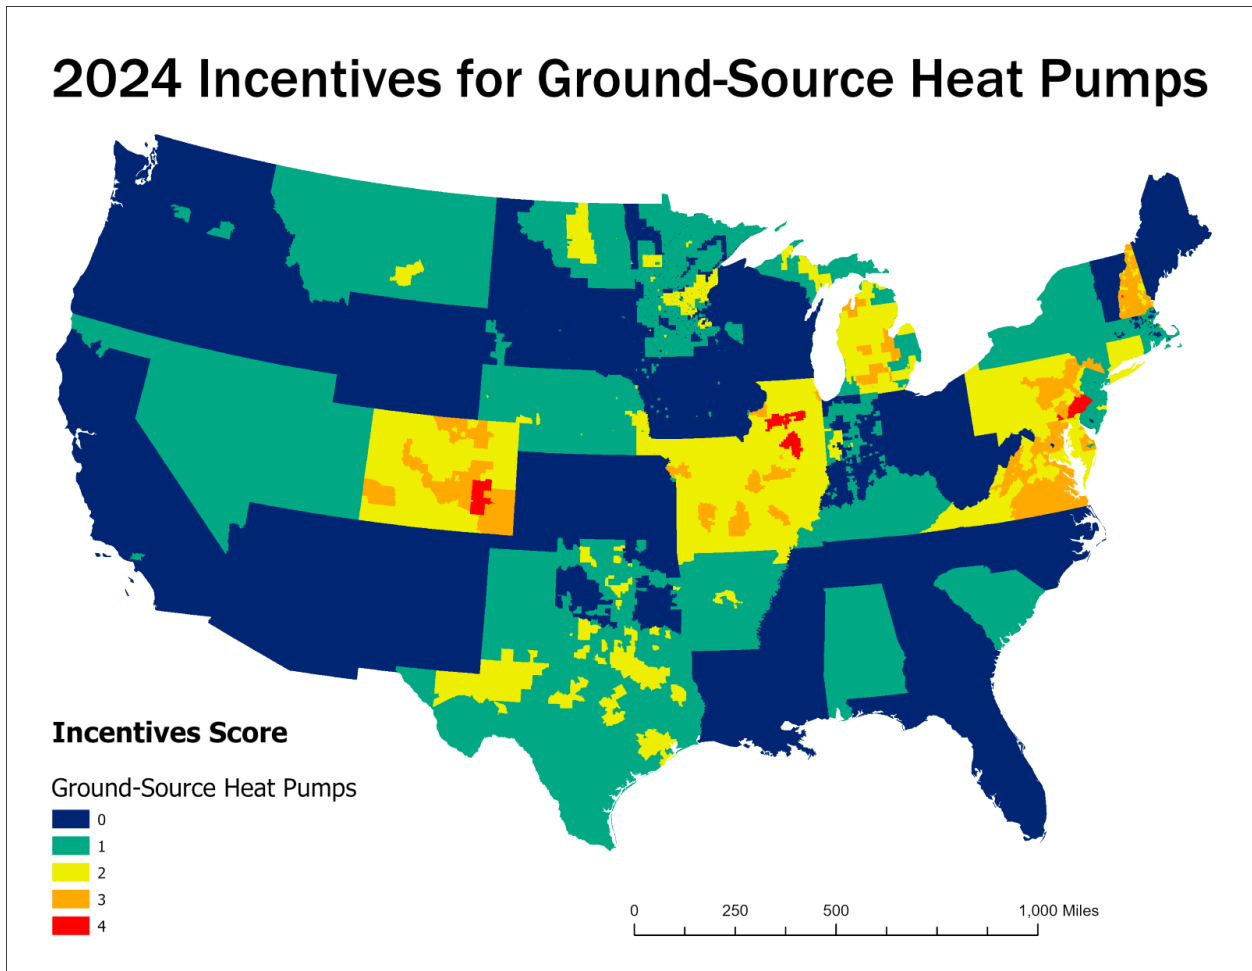 2024 Incentives for Ground-Source Heat Pumps
Incentives Score
Ground-Source Heat Pumps
0
1
2
3
4
0 250 500 1,000 Miles